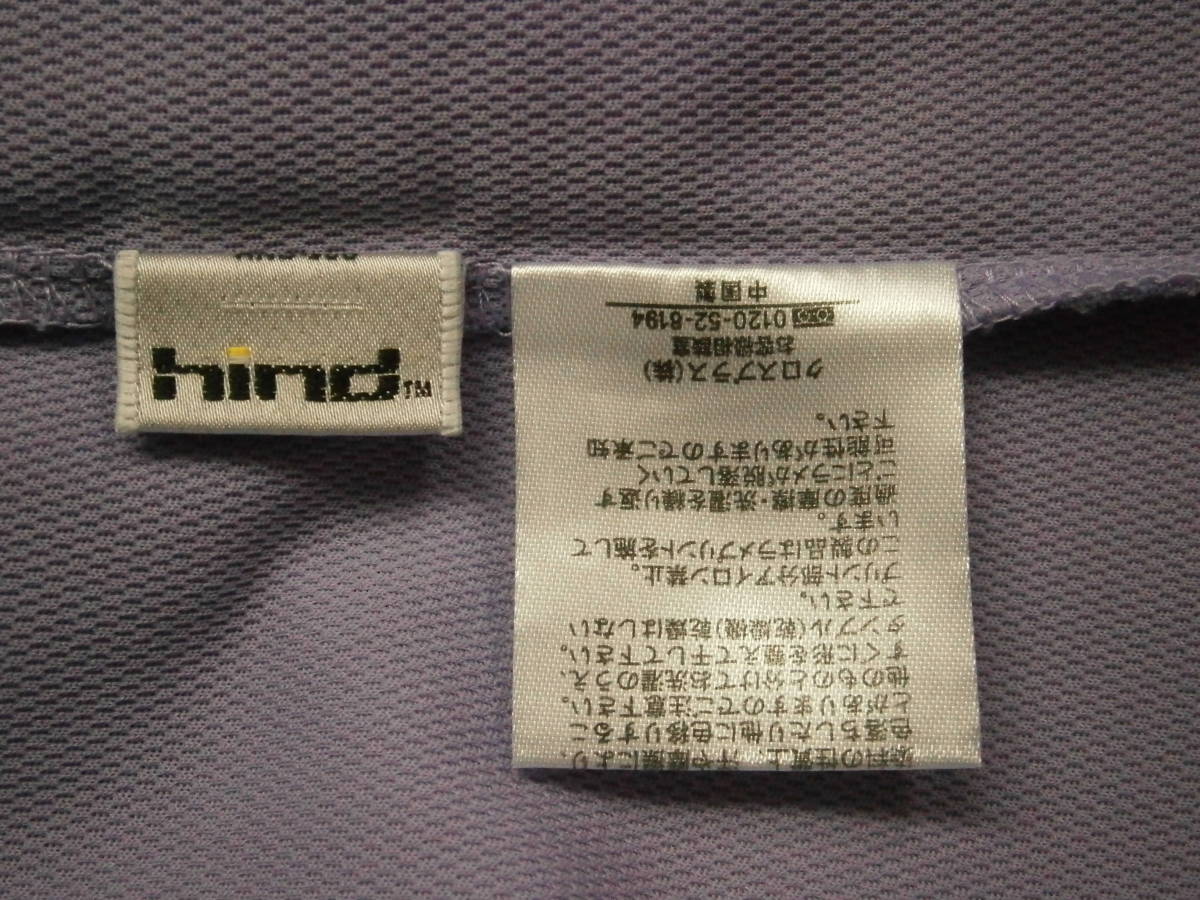 hind™
染料の性質上、汗や摩擦により、
色落ちしたり他に色移りするこ
とがありますのでご注意下さい。
他のものと分けてお洗濯のうえ、
すぐに形を整えて干して下さい。
タンブル(乾燥機)乾燥はしない
で下さい。
プリント部分アイロン禁止。
この製品はラメプリントを施して
います。
過度の摩擦・洗濯を繰り返す
ごとにラメが脱落していく
可能性がありますのでご承知
下さい。
クロスプラス(株)
お客様相談室
0120-52-8194
中国製